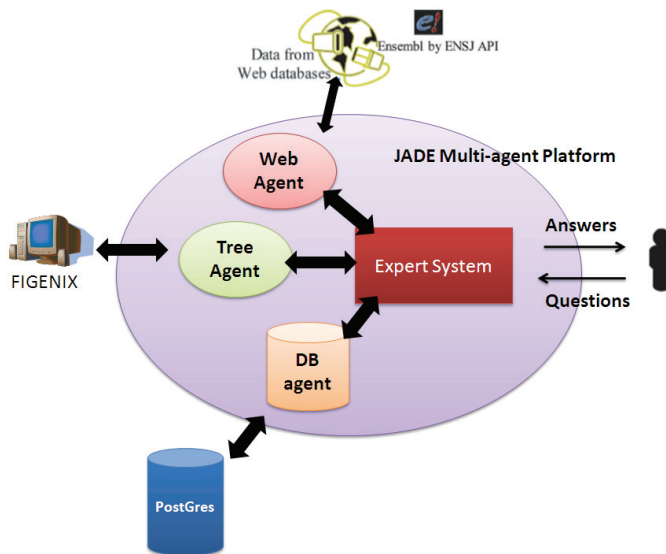 e!
Ensembl by ENSJ API
Data from
Web databases
JADE Multi-agent Platform
Web
Agent
Answers
Tree
Agent
Expert System
FIGENIX
Questions
DB
agent
PostGres